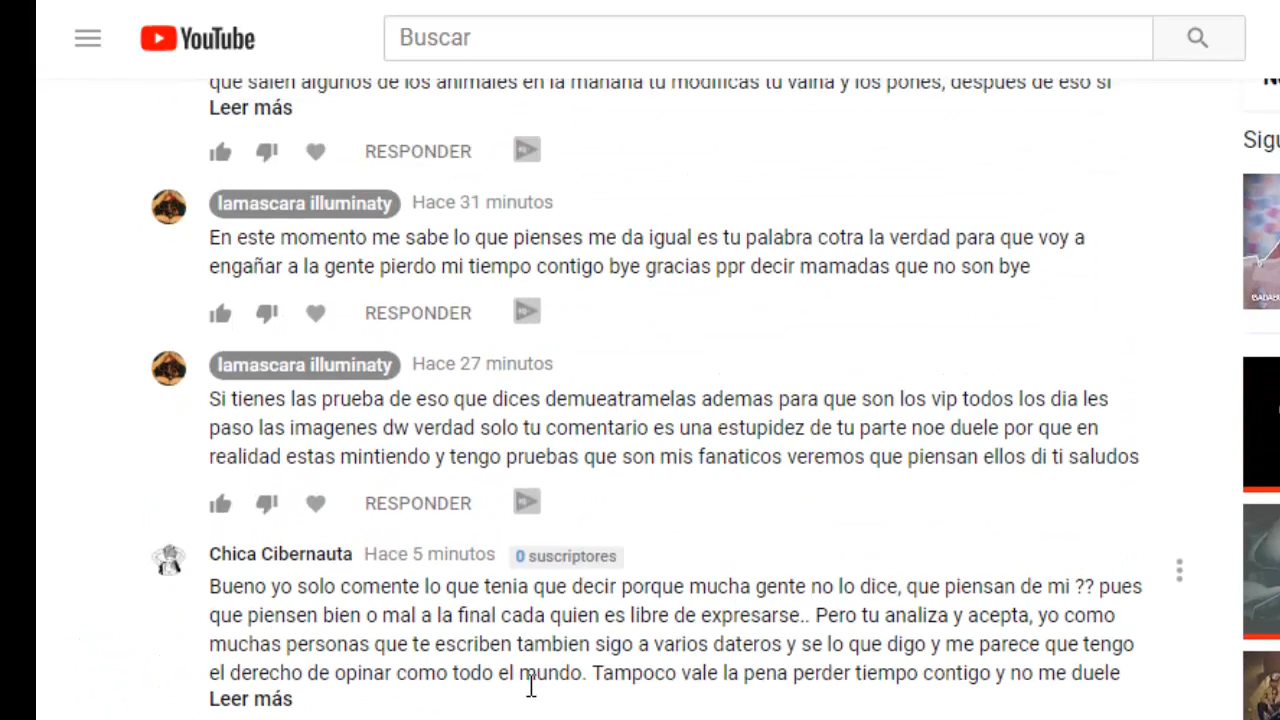 YouTube
Buscar
que salen algunos de los animales en la mañana tu modificas tu vaina y los pones, despues de eso si
Leer más
RESPONDER
lamascara illuminaty Hace 31 minutos
En este momento me sabe lo que pienses me da igual es tu palabra cotra la verdad para que voy a
engañar a la gente pierdo mi tiempo contigo bye gracias ppr decir mamadas que no son bye
RESPONDER
lamascara illuminaty Hace 27 minutos
Si tienes las prueba de eso que dices demueatramelas ademas para que son los vip todos los dia les
paso las imagenes dw verdad solo tu comentario es una estupidez de tu parte noe duele por que en
realidad estas mintiendo y tengo pruebas que son mis fanaticos veremos que piensan ellos di ti saludos
RESPONDER
Chica Cibernauta Hace 5 minutos 0 suscriptores
Bueno yo solo comente lo que tenia que decir porque mucha gente no lo dice, que piensan de mi ?? pues
que piensen bien o mal a la final cada quien es libre de expresarse.. Pero tu analiza y acepta, yo como
muchas personas que te escriben tambien sigo a varios dateros y se lo que digo y me parece que tengo
el derecho de opinar como todo el mundo. Tampoco vale la pena perder tiempo contigo y no me duele
Leer más
Sigu